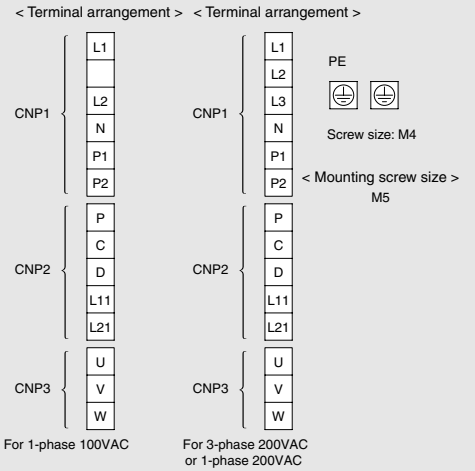 < Terminal arrangement >
CNP1
L1
L2
N
P1
P2
CNP2
P
C
D
L11
L21
CNP3
U
V
W
For 1-phase 100VAC
< Terminal arrangement >
CNP1
L1
L2
L3
N
P1
P2
CNP2
P
C
D
L11
L21
CNP3
U
V
W
For 3-phase 200VAC
or 1-phase 200VAC
PE
Screw size: M4
< Mounting screw size >
M5